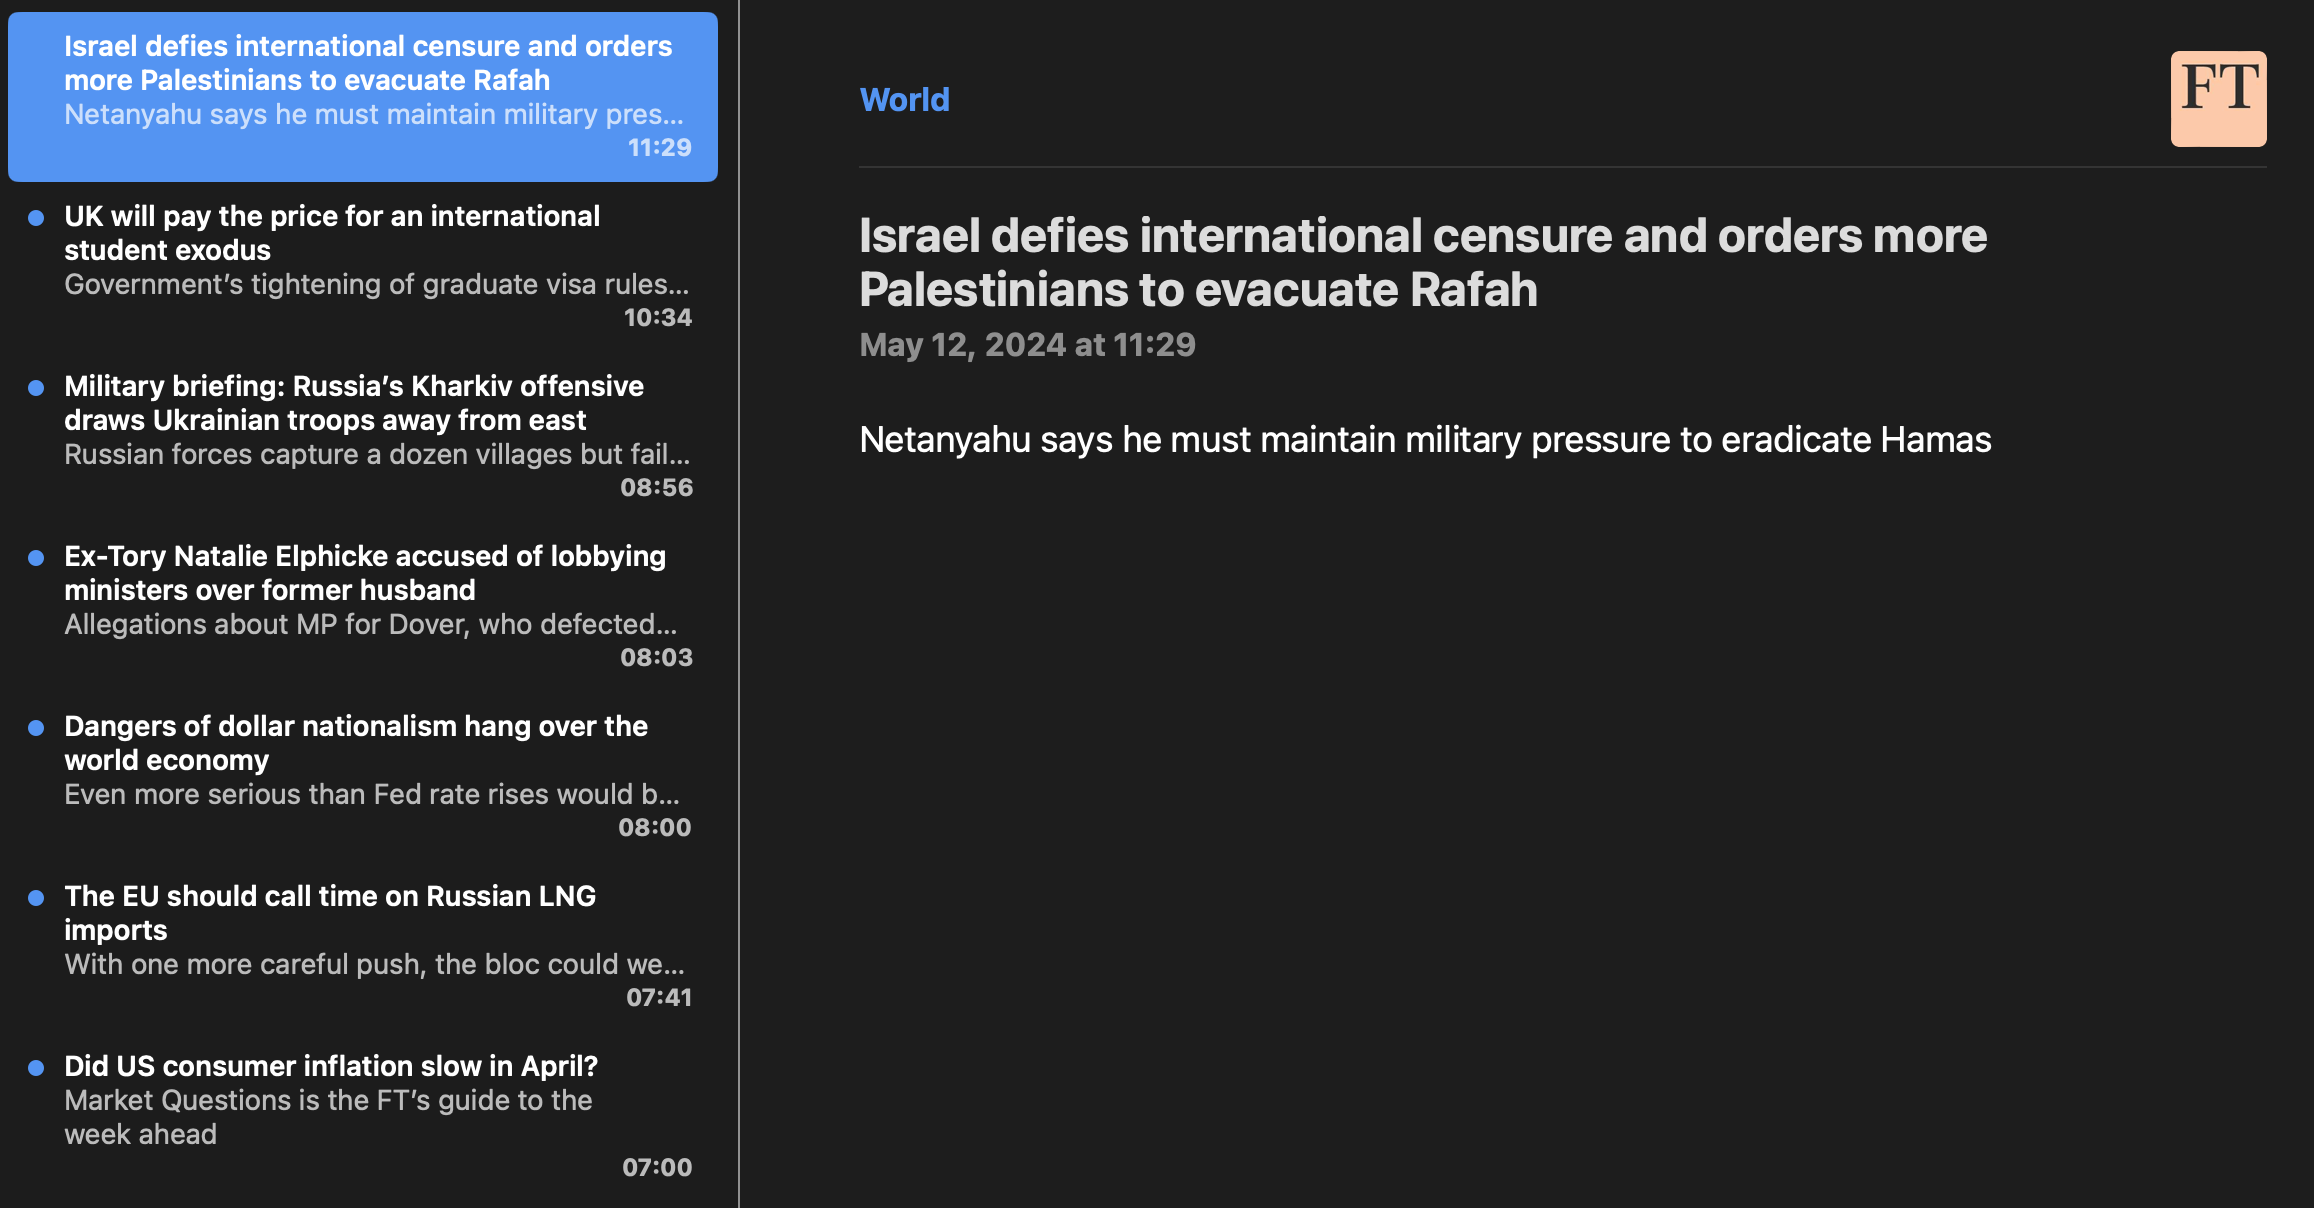 Israel defies international censure and orders
more Palestinians to evacuate Rafah
Netanyahu says he must maintain military pres...
11:29
UK will pay the price for an international
student exodus
Government’s tightening of graduate visa rules...
10:34
Military briefing: Russia’s Kharkiv offensive
draws Ukrainian troops away from east
Russian forces capture a dozen villages but fail...
08:56
Ex-Tory Natalie Elphicke accused of lobbying
ministers over former husband
Allegations about MP for Dover, who defected...
08:03
Dangers of dollar nationalism hang over the
world economy
Even more serious than Fed rate rises would b...
08:00
The EU should call time on Russian LNG
imports
With one more careful push, the bloc could we...
07:41
Did US consumer inflation slow in April?
Market Questions is the FT’s guide to the
week ahead
07:00
World
FT
Israel defies international censure and orders more
Palestinians to evacuate Rafah
May 12, 2024 at 11:29
Netanyahu says he must maintain military pressure to eradicate Hamas